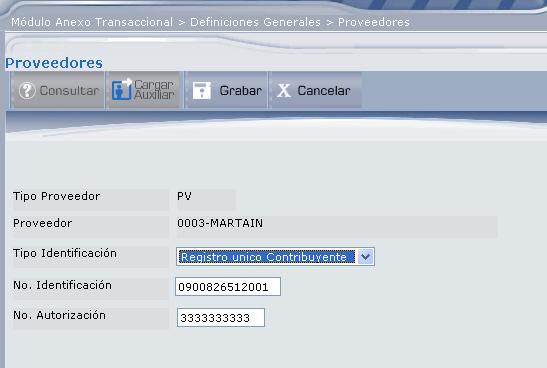 Módulo Anexo Transaccional > Definiciones Generales > Proveedores
Proveedores
Consultar Cargar Auxiliar Grabar Cancelar
Tipo Proveedor PV
Proveedor 0003-MARTAIN
Tipo Identificación Registro unico Contribuyente
No. Identificación 0900826512001
No. Autorización 3333333333